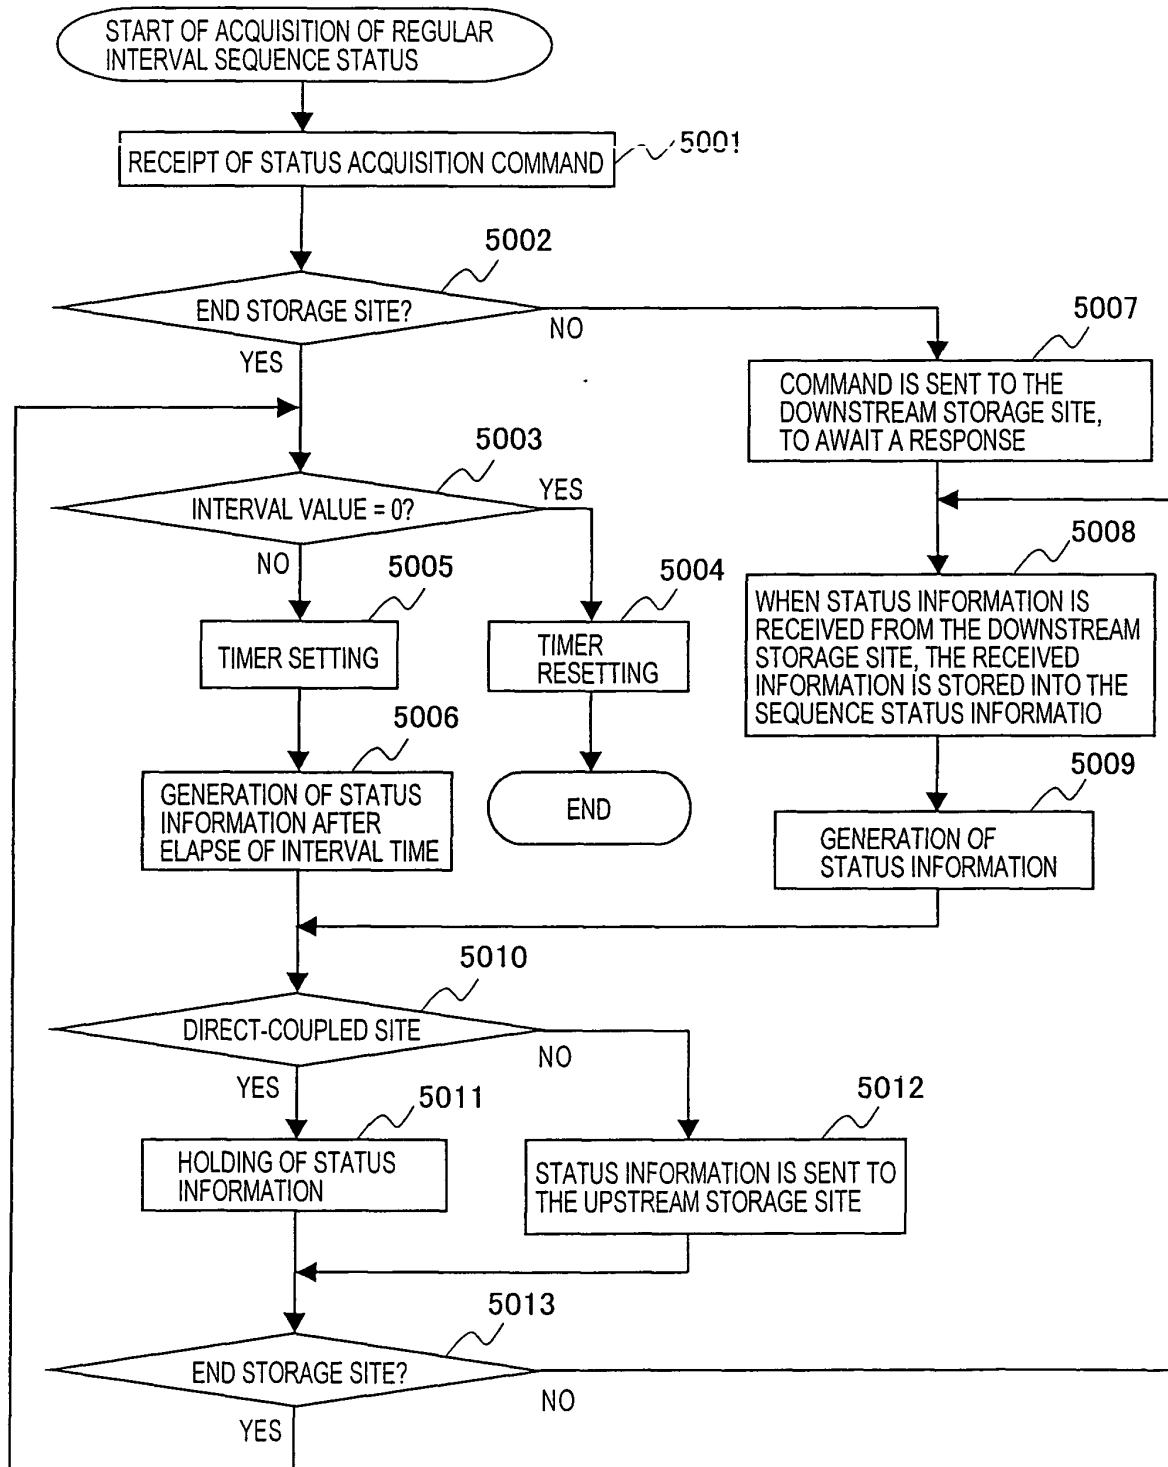 START OF ACQUISITION OF REGULAR
INTERVAL SEQUENCE STATUS
RECEIPT OF STATUS ACQUISITION COMMAND
5001
5002
END STORAGE SITE?
NO
YES
5007
COMMAND IS SENT TO THE
DOWNSTREAM STORAGE SITE,
TO AWAIT A RESPONSE
5003
INTERVAL VALUE = 0?
YES
NO
5005
TIMER SETTING
5004
TIMER
RESETTING
5008
WHEN STATUS INFORMATION IS
RECEIVED FROM THE DOWNSTREAM
STORAGE SITE, THE RECEIVED
INFORMATION IS STORED INTO THE
SEQUENCE STATUS INFORMATIO
5006
GENERATION OF STATUS
INFORMATION AFTER
ELAPSE OF INTERVAL TIME
END
5009
GENERATION OF
STATUS INFORMATION
5010
DIRECT-COUPLED SITE
NO
YES
5011
HOLDING OF STATUS
INFORMATION
5012
STATUS INFORMATION IS SENT TO
THE UPSTREAM STORAGE SITE
5013
END STORAGE SITE?
NO
YES